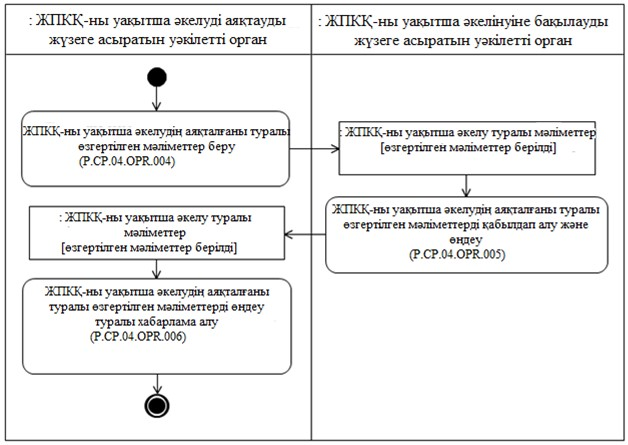 : ЖПКҚ-ны уақытша әкелуді аяқтауды
жүзеге асыратын уәкілетті орган
: ЖПКҚ-ны уақытша әкелінуіне бақылауды
жүзеге асыратын уәкілетті орган
ЖПКҚ-ны уақытша әкелудің аяқталғаны туралы
өзгертілген мәліметтер беру
(P.CP.04.OPR.004)
: ЖПКҚ-ны уақытша әкелу туралы мәліметтер
[өзгертілген мәліметтер берілді]
ЖПКҚ-ны уақытша әкелудің аяқталғаны туралы
өзгертілген мәліметтерді қабылдап алу және
өңдеу
(P.CP.04.OPR.005)
: ЖПКҚ-ны уақытша әкелу туралы
мәліметтер
[өзгертілген мәліметтер берілді]
ЖПКҚ-ны уақытша әкелудің аяқталғаны
туралы өзгертілген мәліметтерді өңдеу
туралы хабарлама алу
(P.CP.04.OPR.006)